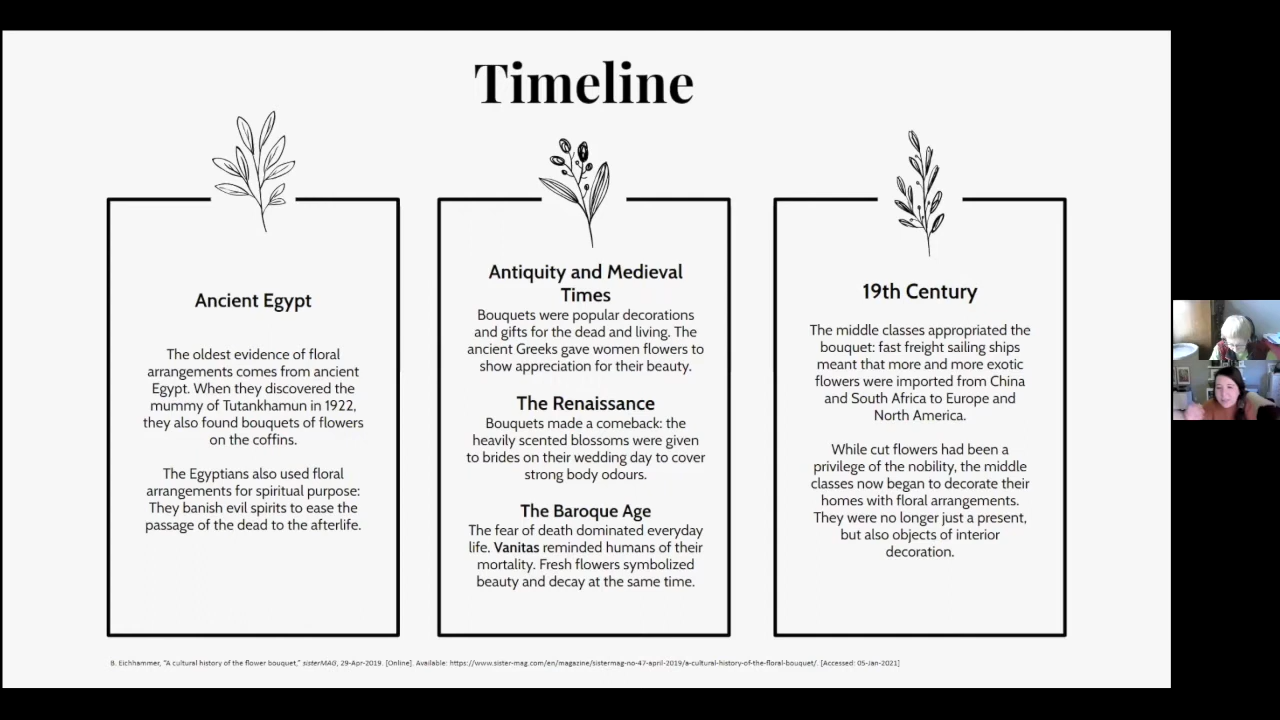 Timeline
Ancient Egypt
The oldest evidence of floral
arrangements comes from ancient
Egypt. When they discovered the
mummy of Tutankhamun in 1922,
they also found bouquets of flowers
on the coffins.
The Egyptians also used floral
arrangements for spiritual purpose:
They banish evil spirits to ease the
passage of the dead to the afterlife.
Antiquity and Medieval
Times
Bouquets were popular decorations
and gifts for the dead and living. The
ancient Greeks gave women flowers to
show appreciation for their beauty.
The Renaissance
Bouquets made a comeback: the
heavily scented blossoms were given
to brides on their wedding day to cover
strong body odours.
The Baroque Age
The fear of death dominated everyday
life. Vanitas reminded humans of their
mortality. Fresh flowers symbolized
beauty and decay at the same time.
19th Century
The middle classes appropriated the
bouquet: fast freight sailing ships
meant that more and more exotic
flowers were imported from China
and South Africa to Europe and
North America.
While cut flowers had been a
privilege of the nobility, the middle
classes now began to decorate their
homes with floral arrangements.
They were no longer just a present,
but also objects of interior
decoration.
B. Eichhammer, "A cultural history of the flower bouquet," sisterMAG, 29-Apr-2019. [Online]. Available: https://www.sister-mag.com/en/magazine/sistermag-no-47-april-2019/a-cultural-history-of-the-floral-bouquet/. [Accessed: 05-Jan-2021]